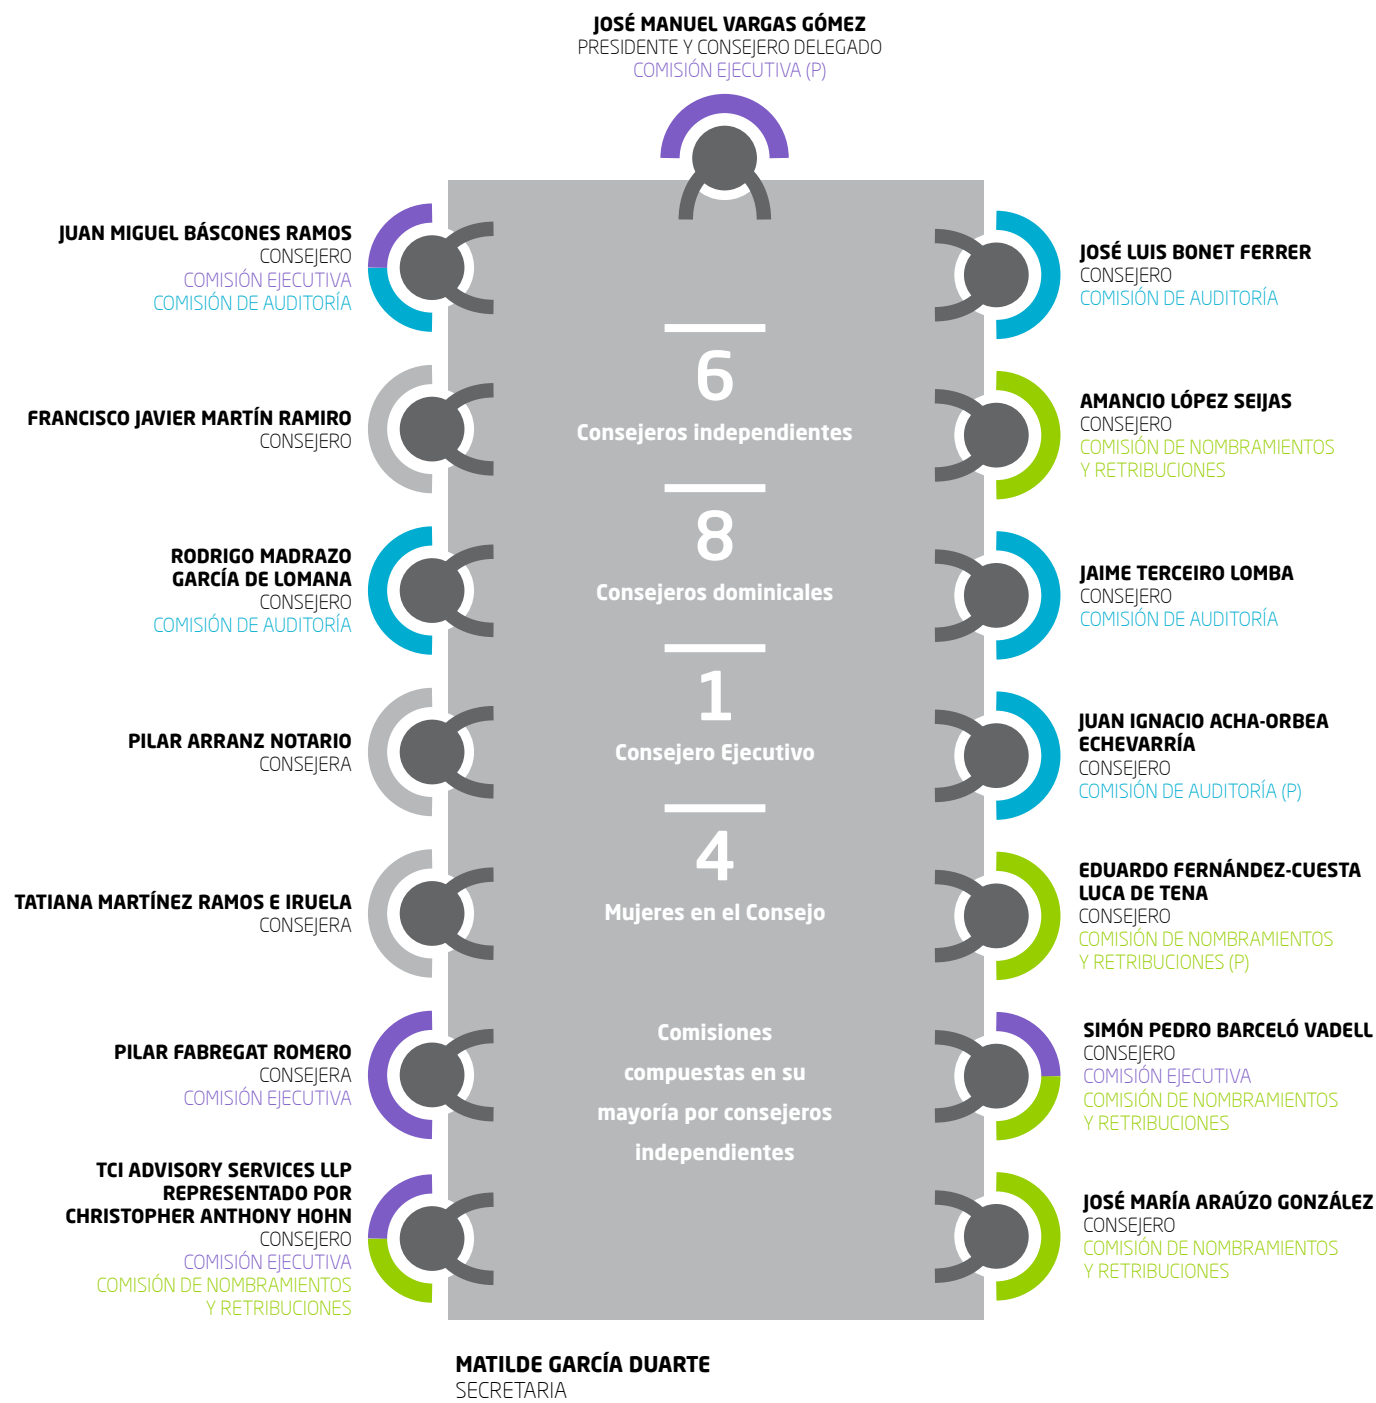 JOSÉ MANUEL VARGAS GÓMEZ
PRESIDENTE Y CONSEJERO DELEGADO
COMISIÓN EJECUTIVA (P)
JUAN MIGUEL BÁSCONES RAMOS
CONSEJERO
COMISIÓN EJECUTIVA
COMISIÓN DE AUDITORÍA
FRANCISCO JAVIER MARTÍN RAMIRO
CONSEJERO
RODRIGO MADRAZO
GARCÍA DE LOMANA
CONSEJERO
COMISIÓN DE AUDITORÍA
PILAR ARRANZ NOTARIO
CONSEJERA
TATIANA MARTÍNEZ RAMOS E IRUELA
CONSEJERA
PILAR FABREGAT ROMERO
CONSEJERA
COMISIÓN EJECUTIVA
TCI ADVISORY SERVICES LLP
REPRESENTADO POR
CHRISTOPHER ANTHONY HOHN
CONSEJERO
COMISIÓN EJECUTIVA
COMISIÓN DE NOMBRAMIENTOS
Y RETRIBUCIONES
6
Consejeros independientes
8
Consejeros dominicales
1
Consejero Ejecutivo
4
Mujeres en el Consejo
Comisiones
compuestas en su
mayoría por consejeros
independientes
JOSÉ LUIS BONET FERRER
CONSEJERO
COMISIÓN DE AUDITORÍA
AMANCIO LÓPEZ SEIJAS
CONSEJERO
COMISIÓN DE NOMBRAMIENTOS
Y RETRIBUCIONES
JAIME TERCEIRO LOMBA
CONSEJERO
COMISIÓN DE AUDITORÍA
JUAN IGNACIO ACHA-ORBEA
ECHEVARRÍA
CONSEJERO
COMISIÓN DE AUDITORÍA (P)
EDUARDO FERNÁNDEZ-CUESTA
LUCA DE TENA
CONSEJERO
COMISIÓN DE NOMBRAMIENTOS
Y RETRIBUCIONES (P)
SIMÓN PEDRO BARCELÓ VADELL
CONSEJERO
COMISIÓN EJECUTIVA
COMISIÓN DE NOMBRAMIENTOS
Y RETRIBUCIONES
JOSÉ MARÍA ARAÚZO GONZÁLEZ
CONSEJERO
COMISIÓN DE NOMBRAMIENTOS
Y RETRIBUCIONES
MATILDE GARCÍA DUARTE
SECRETARIA